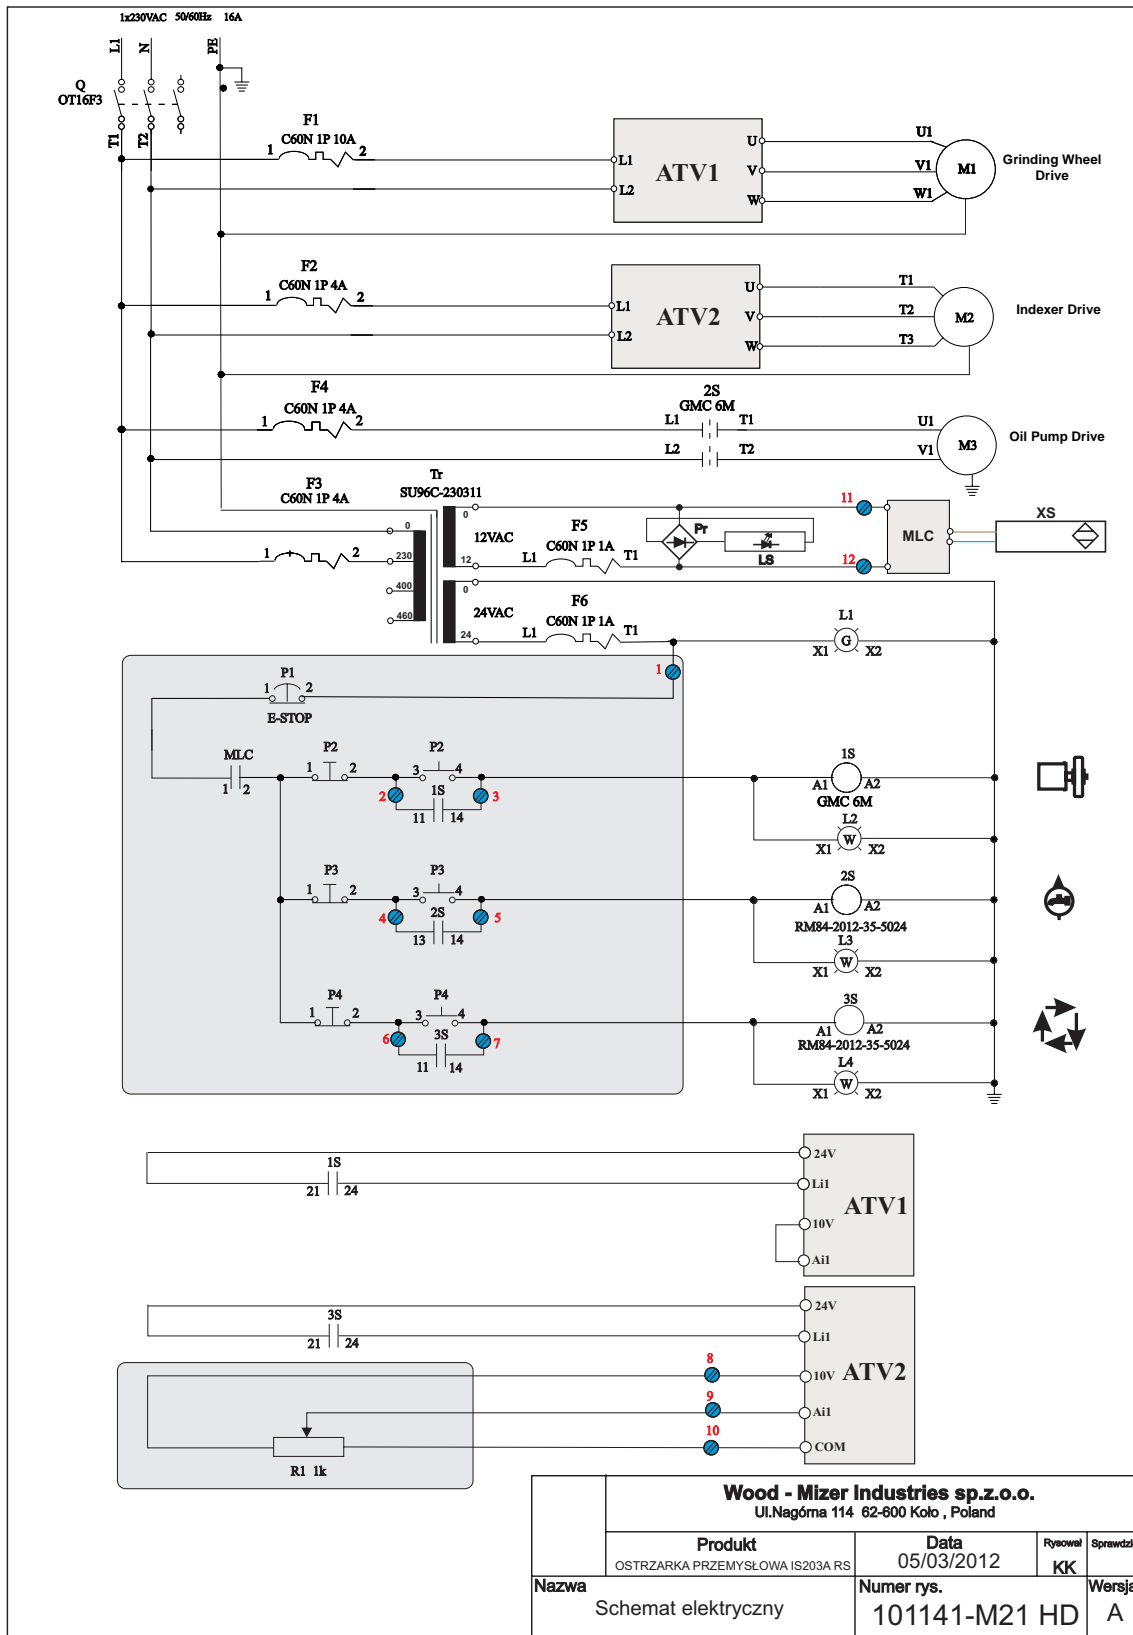 1x230VAC 50/60Hz 16A
L1 N PE
Q
OT16F3
T1 T2
F1
C60N 1P 10A
1 2
L1
L2
ATV1
U
V
W
U1
V1
W1
M1
Grinding Wheel
Drive
F2
C60N 1P 4A
1 2
L1
L2
ATV2
U
V
W
T1
T2
T3
M2
Indexer Drive
F4
C60N 1P 4A
1 2
2S
GMC 6M
L1 T1
L2 T2
U1
V1
M3
Oil Pump Drive
F3
C60N 1P 4A
1 2
Tr
SU96C-230311
0
230
400
460
0
12VAC
12
0
24VAC
24
F5
C60N 1P 1A
L1 T1
Pr
LS
11
12
MLC
XS
F6
C60N 1P 1A
L1 T1
L1
G
X1 X2
1
P1
1 2
E-STOP
MLC
1 2
P2
1 2
P2
3 4
2 3
1S
11 14
1S
A1 A2
GMC 6M
L2
W
X1 X2
P3
1 2
P3
3 4
4 5
2S
13 14
2S
A1 A2
RM84-2012-35-5024
L3
W
X1 X2
P4
1 2
P4
3 4
6 7
3S
11 14
3S
A1 A2
RM84-2012-35-5024
L4
W
X1 X2
1S
21 24
24V
Li1
ATV1
10V
Ai1
3S
21 24
24V
Li1
8
10V
ATV2
9
Ai1
10
COM
R1 1k
Wood - Mizer Industries sp.z.o.o.
Ul.Nagórna 114 62-600 Koło , Poland
Produkt
OSTRZARKA PRZEMYSŁOWA IS203A RS
Data
05/03/2012
Rysował
KK
Sprawdził
Nazwa
Schemat elektryczny
Numer rys.
101141-M21 HD
Wersja
A